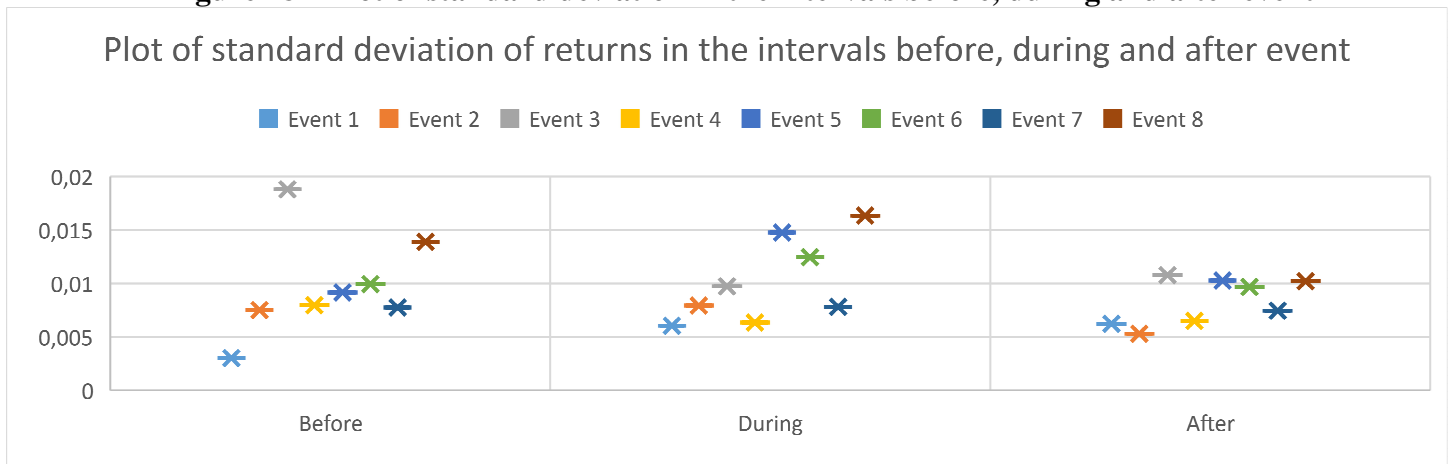 Plot of standard deviation of returns in the intervals before, during and after event
Event 1 Event 2 Event 3 Event 4 Event 5 Event 6 Event 7 Event 8
0,02
0,015
0,01
0,005
0
Before During After